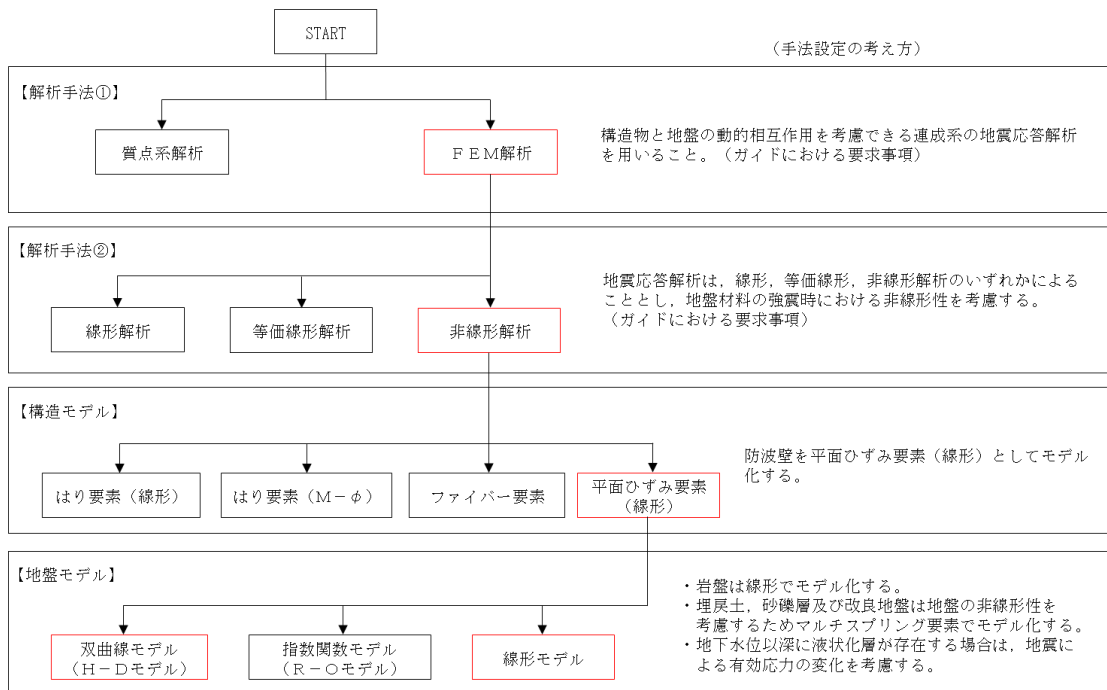 START
（手法設定の考え方）
【解析手法①】
質点系解析
ＦＥＭ解析
構造物と地盤の動的相互作用を考慮できる連成系の地震応答解析
を用いること。（ガイドにおける要求事項）
【解析手法②】
線形解析
等価線形解析
非線形解析
地震応答解析は，線形，等価線形，非線形解析のいずれかによる
こととし，地盤材料の強震時における非線形性を考慮する。
（ガイドにおける要求事項）
【構造モデル】
はり要素（線形）
はり要素（Ｍ－φ）
ファイバー要素
平面ひずみ要素
（線形）
防波壁を平面ひずみ要素（線形）としてモデル
化する。
【地盤モデル】
双曲線モデル
（Ｈ－Ｄモデル）
指数関数モデル
（Ｒ－Ｏモデル）
線形モデル
・岩盤は線形でモデル化する。
・埋戻土，砂礫層及び改良地盤は地盤の非線形性を
考慮するためマルチスプリング要素でモデル化する。
・地下水位以深に液状化層が存在する場合は，地震に
よる有効応力の変化を考慮する。